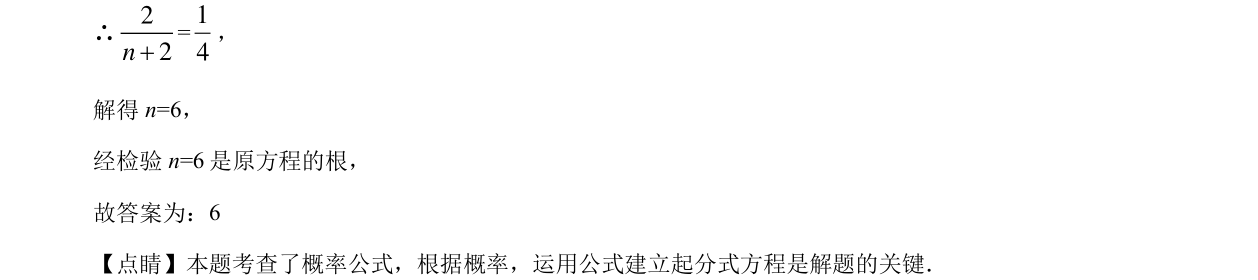 ∴ 2/(n+2)=1/4，
解得 n=6，
经检验 n=6 是原方程的根，
故答案为：6
【点睛】本题考查了概率公式，根据概率，运用公式建立起分式方程是解题的关键．